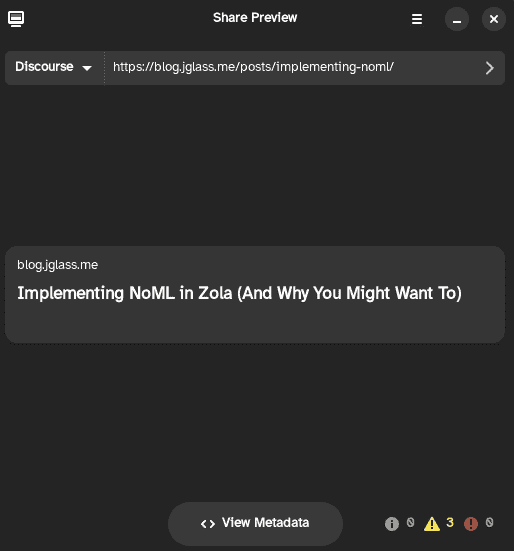 Share Preview
Discourse
https://blog.jglass.me/posts/implementing-noml/
blog.jglass.me
Implementing NoML in Zola (And Why You Might Want To)
View Metadata
0 3 0